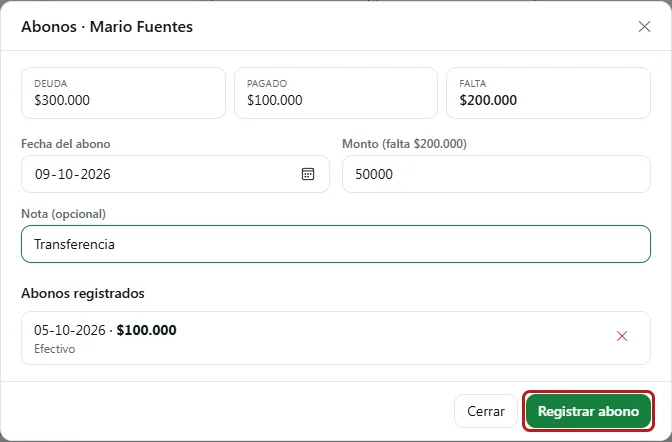 Abonos · Mario Fuentes
DEUDA
$300.000
PAGADO
$100.000
FALTA
$200.000
Fecha del abono
09-10-2026
Monto (falta $200.000)
50000
Nota (opcional)
Transferencia
Abonos registrados
05-10-2026 · $100.000
Efectivo
Cerrar
Registrar abono